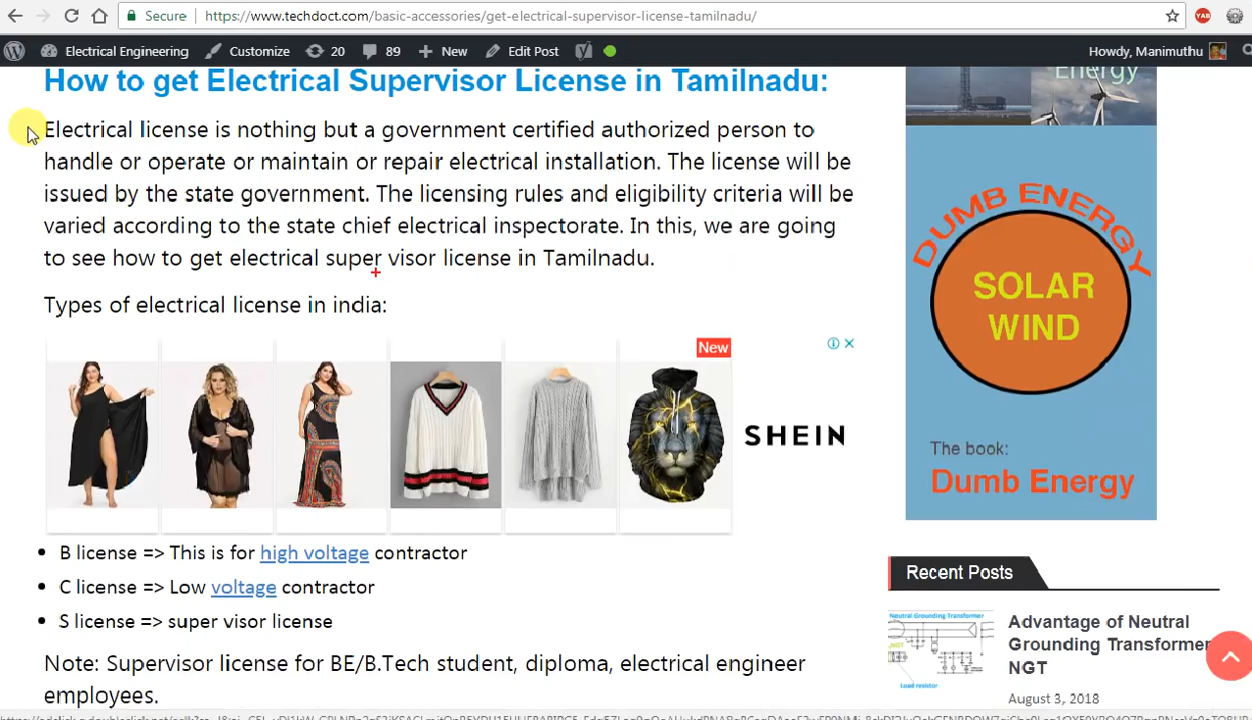 Secure https://www.techdoct.com/basic-accessories/get-electrical-supervisor-license-tamilnadu/
Electrical Engineering Customize 20 89 New Edit Post Howdy, Manimuthu
How to get Electrical Supervisor License in Tamilnadu:
Electrical license is nothing but a government certified authorized person to
handle or operate or maintain or repair electrical installation. The license will be
issued by the state government. The licensing rules and eligibility criteria will be
varied according to the state chief electrical inspectorate. In this, we are going
to see how to get electrical super visor license in Tamilnadu.
Types of electrical license in india:
New
SHEIN
B license => This is for high voltage contractor
C license => Low voltage contractor
S license => super visor license
Note: Supervisor license for BE/B.Tech student, diploma, electrical engineer
employees.
Energy
DUMB ENERGY
SOLAR
WIND
The book:
Dumb Energy
Recent Posts
Neutral Grounding Transformer
Load resistor
Advantage of Neutral
Grounding Transformer
NGT
August 3, 2018